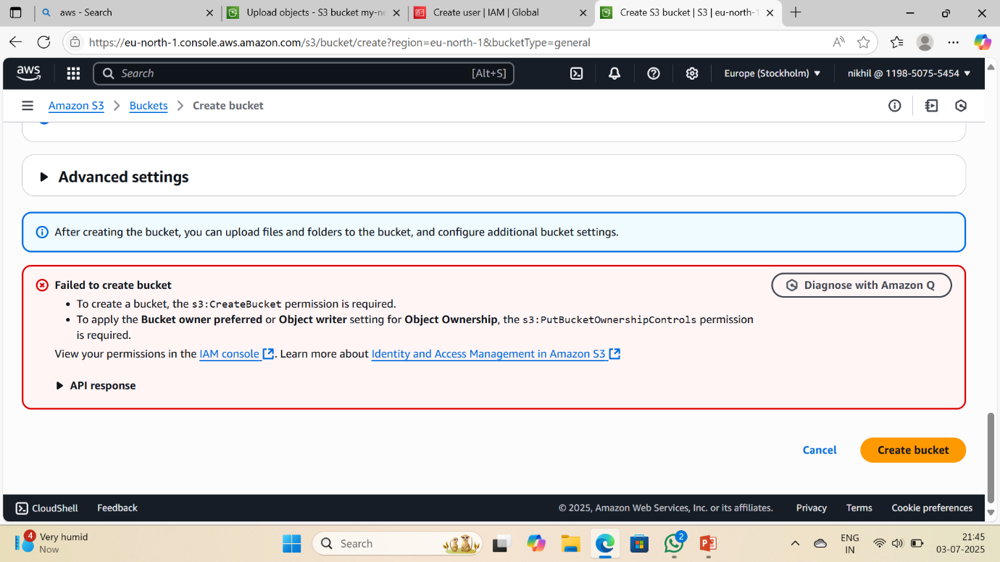 aws - Search
Upload objects - S3 bucket my-ne
Create user | IAM | Global
Create S3 bucket | S3 | eu-north-1
https://eu-north-1.console.aws.amazon.com/s3/bucket/create?region=eu-north-1&bucketType=general
aws
Search
[Alt+S]
Europe (Stockholm)
nikhil @ 1198-5075-5454
Amazon S3
Buckets
Create bucket
Advanced settings
After creating the bucket, you can upload files and folders to the bucket, and configure additional bucket settings.
Failed to create bucket
Diagnose with Amazon Q
• To create a bucket, the s3:CreateBucket permission is required.
• To apply the Bucket owner preferred or Object writer setting for Object Ownership, the s3:PutBucketOwnershipControls permission
is required.
View your permissions in the IAM console. Learn more about Identity and Access Management in Amazon S3
API response
Cancel
Create bucket
CloudShell
Feedback
© 2025, Amazon Web Services, Inc. or its affiliates.
Privacy
Terms
Cookie preferences
4
Very humid
Now
Search
2
ENG
IN
21:45
03-07-2025